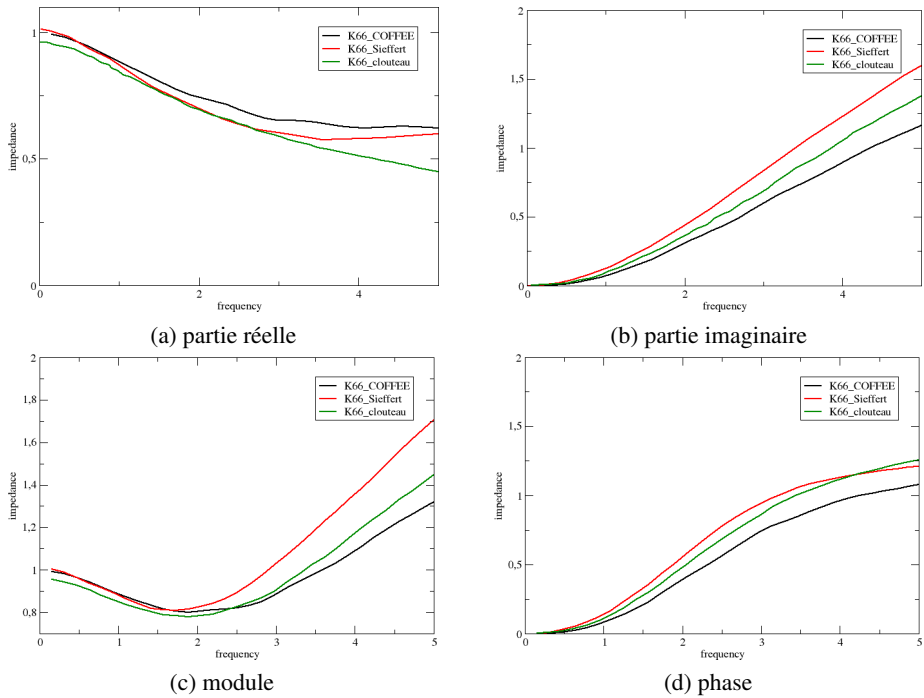 K66_COFFEE
K66_Sieffert
K66_clouteau
1
0,5
0
impedance
0 2 4
frequency
(a) partie réelle
K66_COFFEE
K66_Sieffert
K66_clouteau
2
1,5
1
0,5
0
impedance
0 2 4
frequency
(b) partie imaginaire
K66_COFFEE
K66_Sieffert
K66_clouteau
2
1,8
1,6
1,4
1,2
1
0,8
impedance
0 1 2 3 4 5
frequency
(c) module
K66_COFFEE
K66_Sieffert
K66_clouteau
2
1,5
1
0,5
0
impedance
0 1 2 3 4 5
frequency
(d) phase